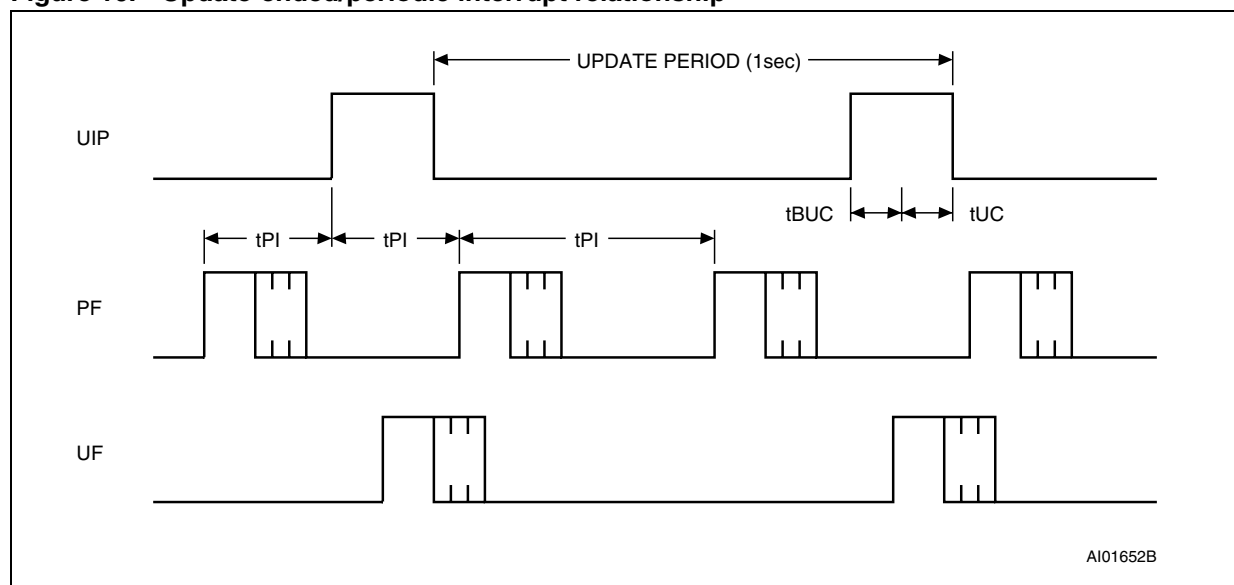 Figure 10. Update-ended/periodic interrupt relationship
UPDATE PERIOD (1sec)
UIP
tBUC
tUC
tPI
tPI
tPI
PF
UF
AI01652B